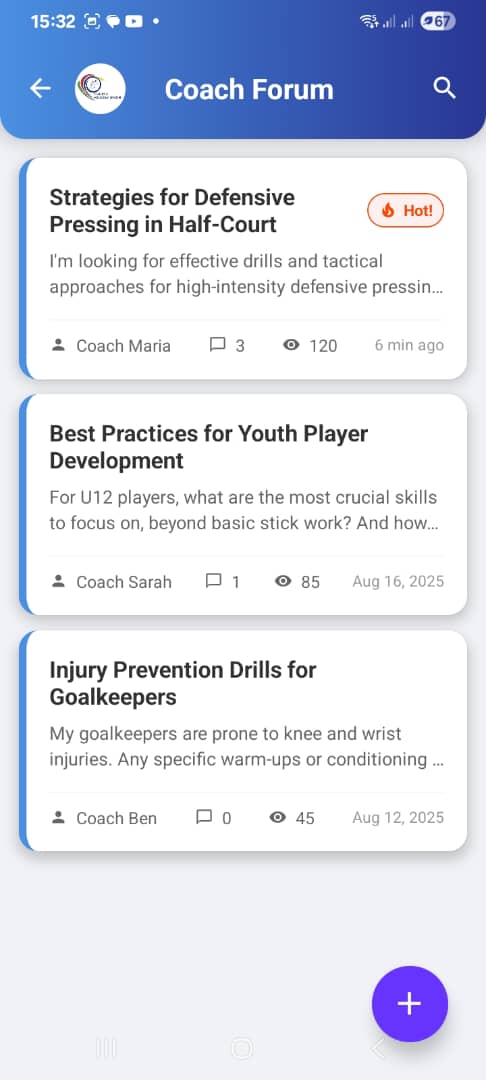 15:32
67
Coach Forum
Strategies for Defensive
Pressing in Half-Court
Hot!
I'm looking for effective drills and tactical
approaches for high-intensity defensive pressin...
Coach Maria 3 120 6 min ago
Best Practices for Youth Player
Development
For U12 players, what are the most crucial skills
to focus on, beyond basic stick work? And how...
Coach Sarah 1 85 Aug 16, 2025
Injury Prevention Drills for
Goalkeepers
My goalkeepers are prone to knee and wrist
injuries. Any specific warm-ups or conditioning ...
Coach Ben 0 45 Aug 12, 2025